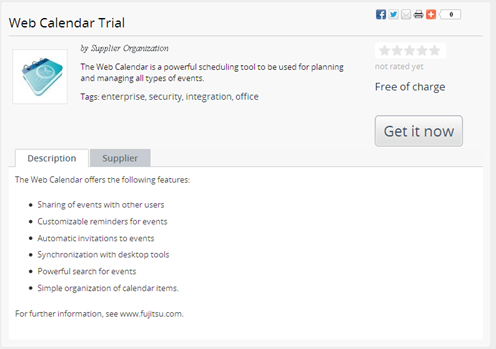 Web Calendar Trial
0
by Supplier Organization
The Web Calendar is a powerful scheduling tool to be used for planning
and managing all types of events.
Tags: enterprise, security, integration, office
not rated yet
Free of charge
Get it now
Description
Supplier
The Web Calendar offers the following features:
• Sharing of events with other users
• Customizable reminders for events
• Automatic invitations to events
• Synchronization with desktop tools
• Powerful search for events
• Simple organization of calendar items.
For further information, see www.fujitsu.com.